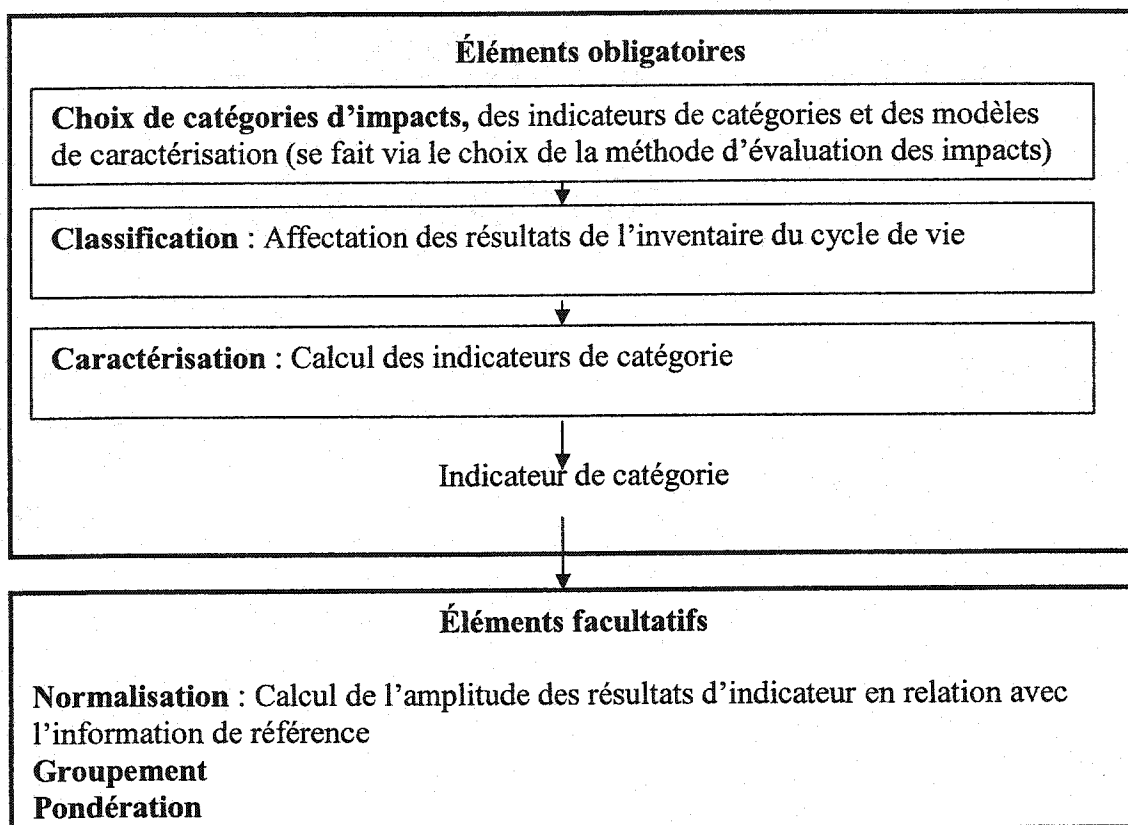 Éléments obligatoires
Choix de catégories d'impacts, des indicateurs de catégories et des modèles
de caractérisation (se fait via le choix de la méthode d'évaluation des impacts)
Classification : Affectation des résultats de l'inventaire du cycle de vie
Caractérisation : Calcul des indicateurs de catégorie
Indicateur de catégorie
Éléments facultatifs
Normalisation : Calcul de l'amplitude des résultats d'indicateur en relation avec
l'information de référence
Groupement
Pondération